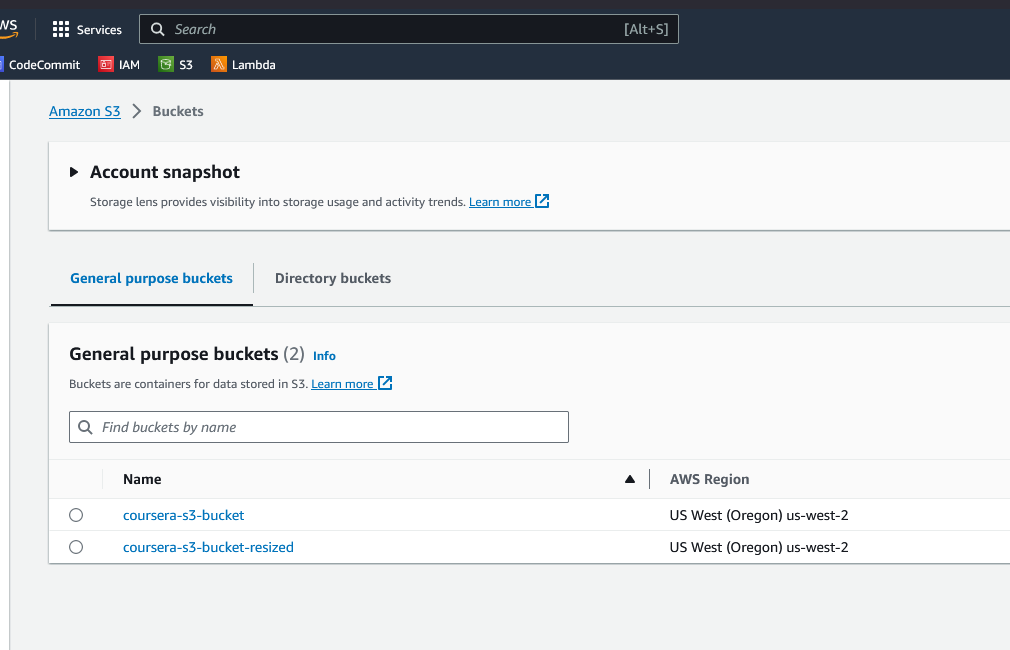 WS Services Search [Alt+S]
CodeCommit IAM S3 Lambda
Amazon S3 Buckets
Account snapshot
Storage lens provides visibility into storage usage and activity trends. Learn more
General purpose buckets Directory buckets
General purpose buckets (2) Info
Buckets are containers for data stored in S3. Learn more
Find buckets by name
Name AWS Region
coursera-s3-bucket US West (Oregon) us-west-2
coursera-s3-bucket-resized US West (Oregon) us-west-2